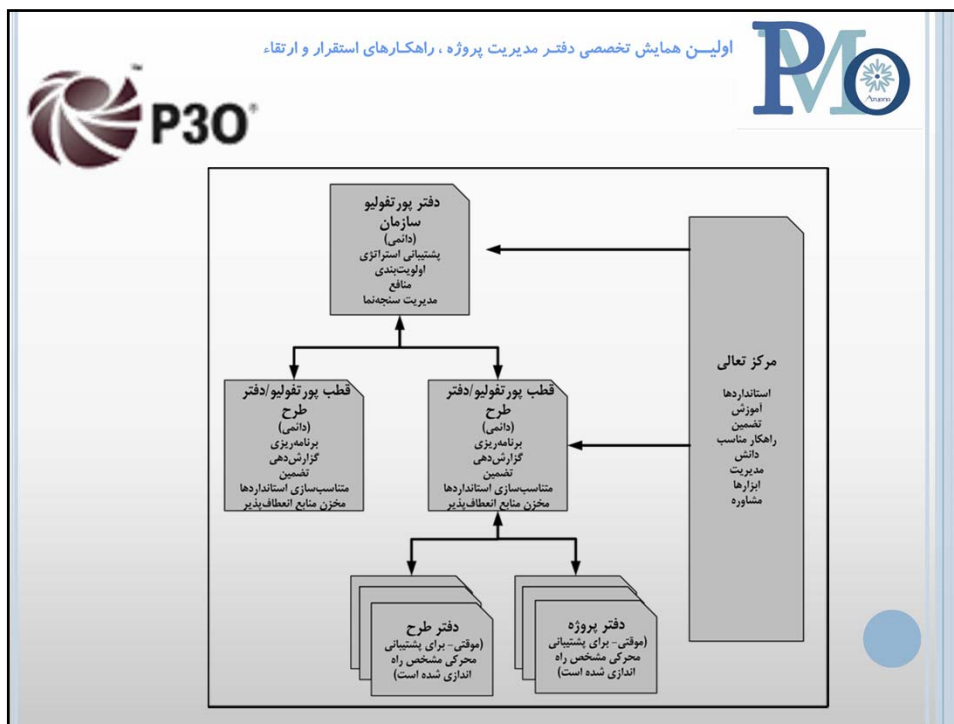 اولیــن همایش تخصصی دفتـر مدیریت پروژه ، راهکـارهای استقرار و ارتقاء
PMO
Anueno
P3O®
™
دفتر پورتفولیو
سازمان
(دائمی)
پشتیبانی استراتژی
اولویت‌بندی
منافع
مدیریت سنجه‌نما
مرکز تعالی
استانداردها
آموزش
تضمین
راهکار مناسب
دانش
مدیریت
ابزارها
مشاوره
قطب پورتفولیو/دفتر
طرح
(دائمی)
برنامه‌ریزی
گزارش‌دهی
تضمین
متناسب‌سازی استانداردها
مخزن منابع انعطاف‌پذیر
قطب پورتفولیو/دفتر
طرح
(دائمی)
برنامه‌ریزی
گزارش‌دهی
تضمین
متناسب‌سازی استانداردها
مخزن منابع انعطاف‌پذیر
دفتر پروژه
(موقتی- برای پشتیبانی
محرکی مشخص راه
اندازی شده است)
دفتر طرح
(موقتی- برای پشتیبانی
محرکی مشخص راه
اندازی شده است)